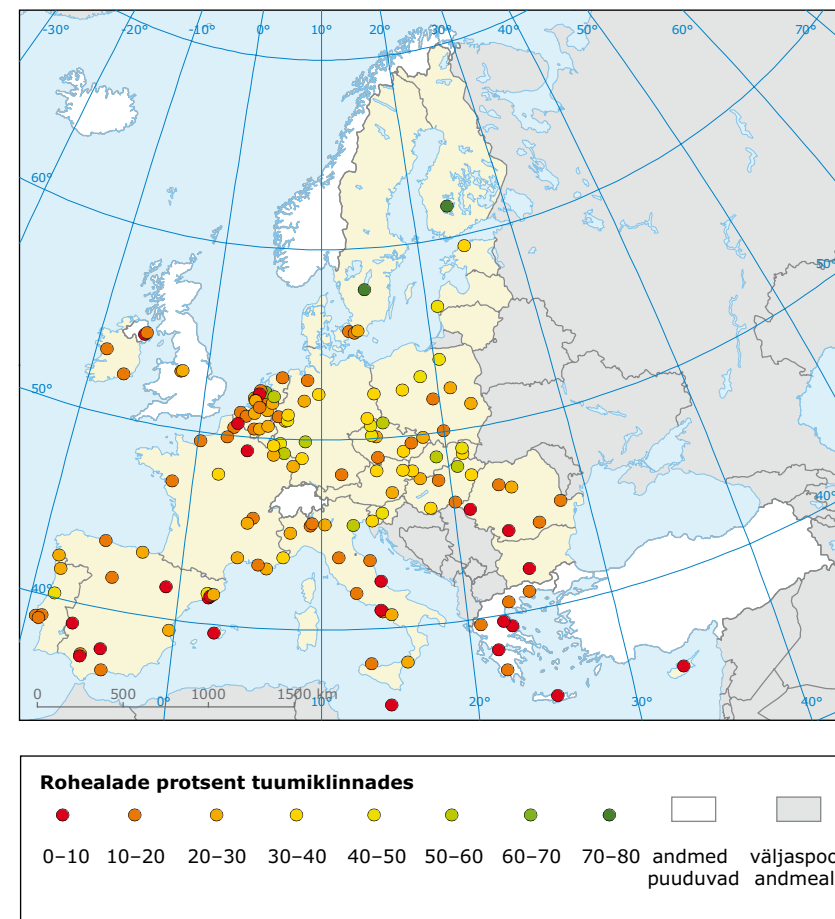 -30° -20° -10° 0° 10° 20° 30° 40° 50° 60° 70°
60°
50°
50°
40°
40°
0 500 1000 1500 km
0° 10° 20° 30° 40°
Rohealade protsent tuumiklinnades
0–10 10–20 20–30 30–40 40–50 50–60 60–70 70–80 andmed väljaspoo
puuduvad andmeal